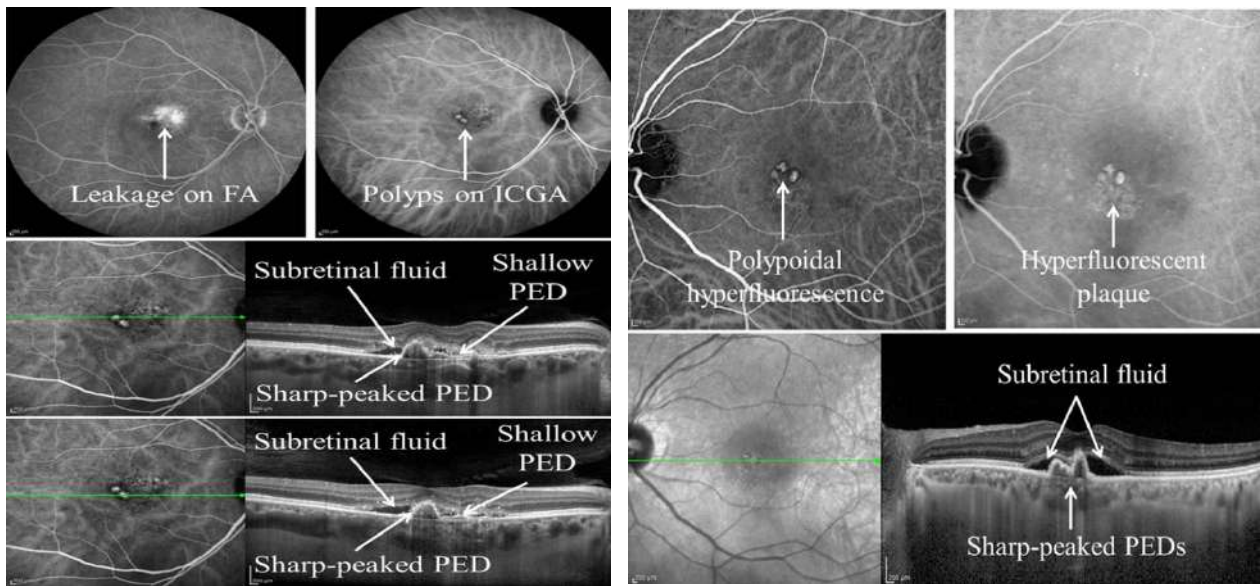 Leakage on FA
Polyps on ICGA
Subretinal fluid
Shallow
PED
Sharp-peaked PED
Subretinal fluid
Shallow
PED
Sharp-peaked PED
Polypoidal
hyperfluorescence
Hyperfluorescent
plaque
Subretinal fluid
Sharp-peaked PEDs